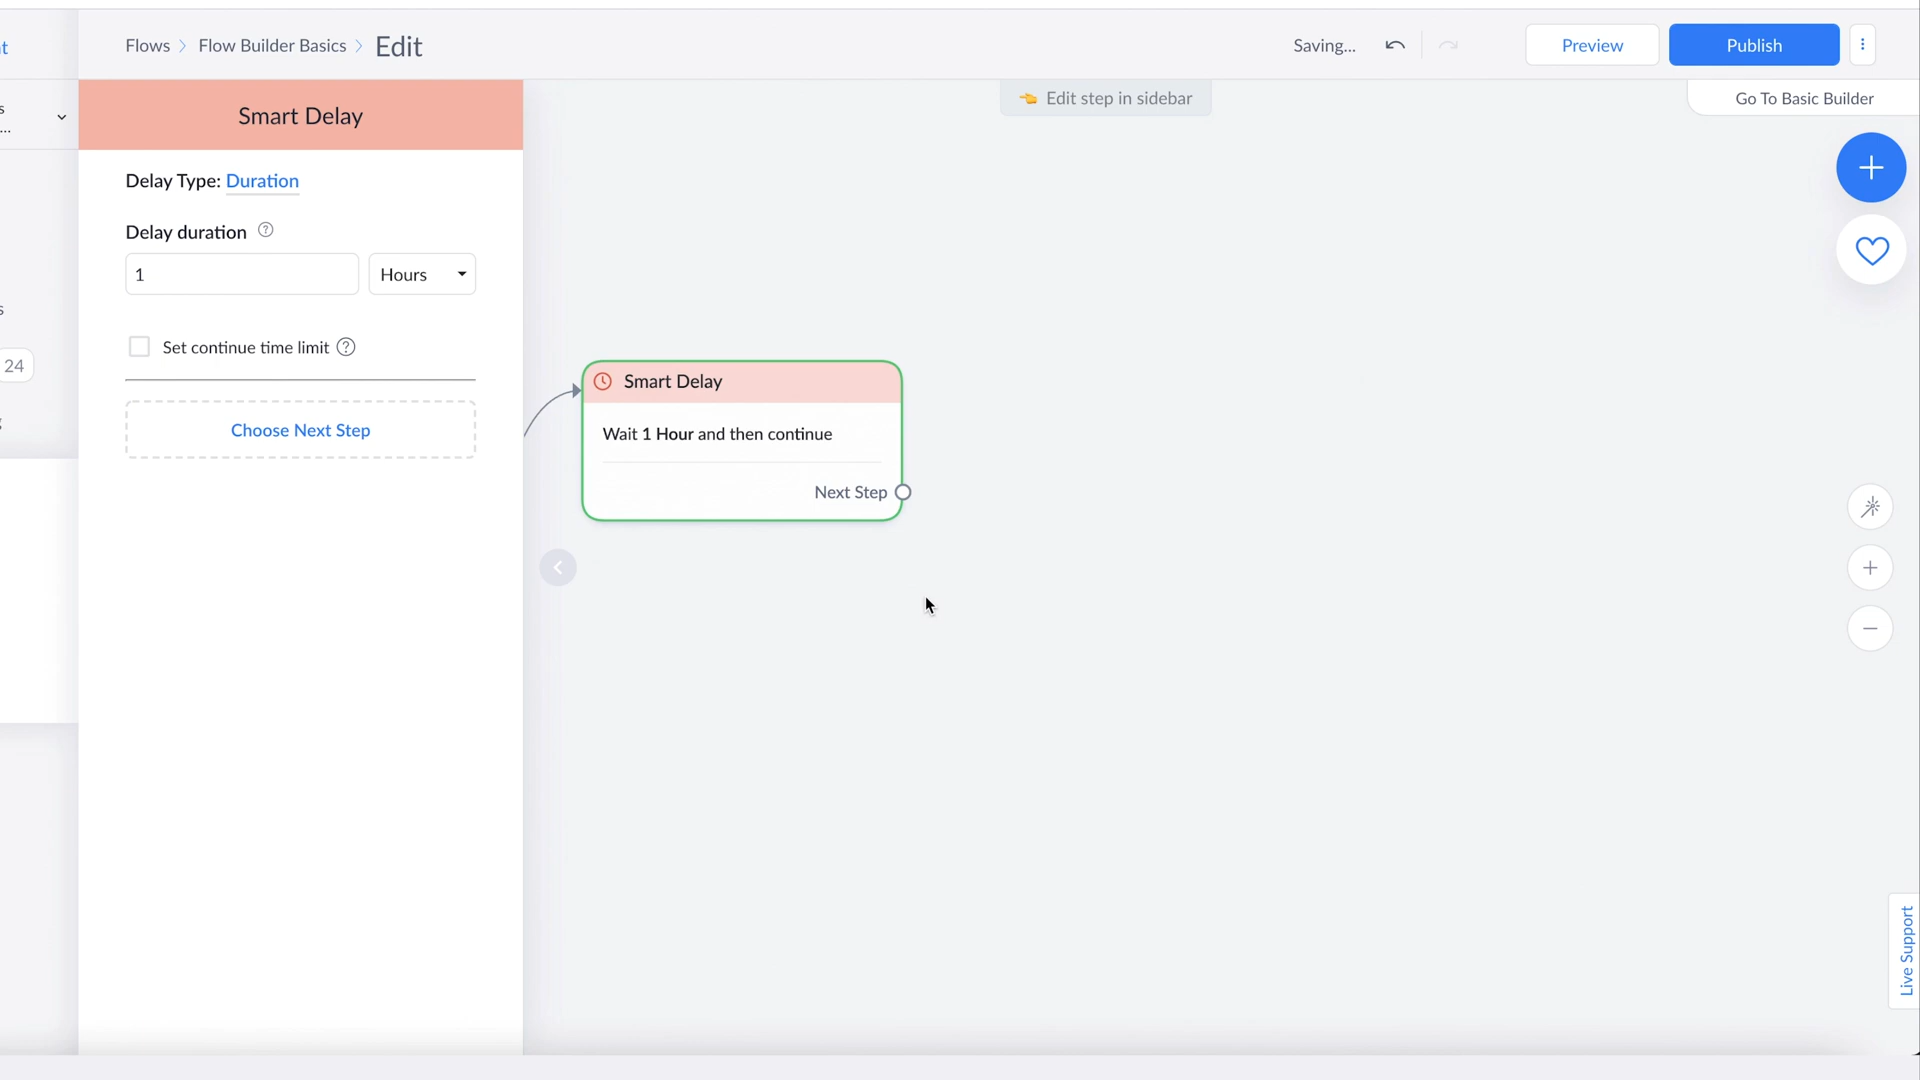 t
Flows
Flow Builder Basics
Edit
Saving...
Preview
Publish
s
...
Smart Delay
👈 Edit step in sidebar
Go To Basic Builder
Delay Type: Duration
Delay duration ?
1
Hours
s
Set continue time limit ?
24
Choose Next Step
Smart Delay
Wait 1 Hour and then continue
Next Step
Live Support